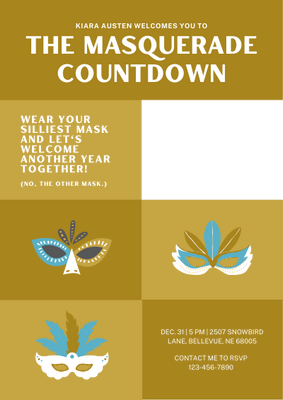 KIARA AUSTEN WELCOMES YOU TO
THE MASQUERADE
COUNTDOWN
WEAR YOUR
SILLIEST MASK
AND LET'S
WELCOME
ANOTHER YEAR
TOGETHER!
(NO, THE OTHER MASK.)
DEC. 31 | 5 PM | 2507 SNOWBIRD
LANE, BELLEVUE, NE 68005
CONTACT ME TO RSVP
123-456-7890